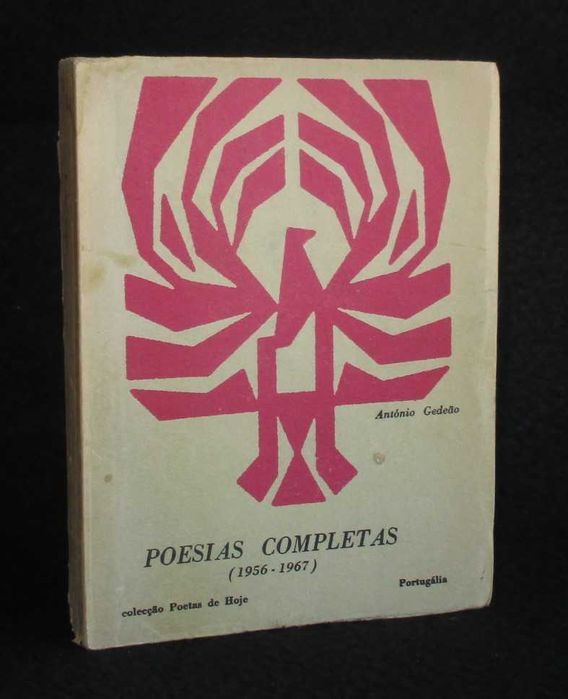 António Gedeão
POESIAS COMPLETAS
(1956-1967)
colecção Poetas de Hoje
Portugália